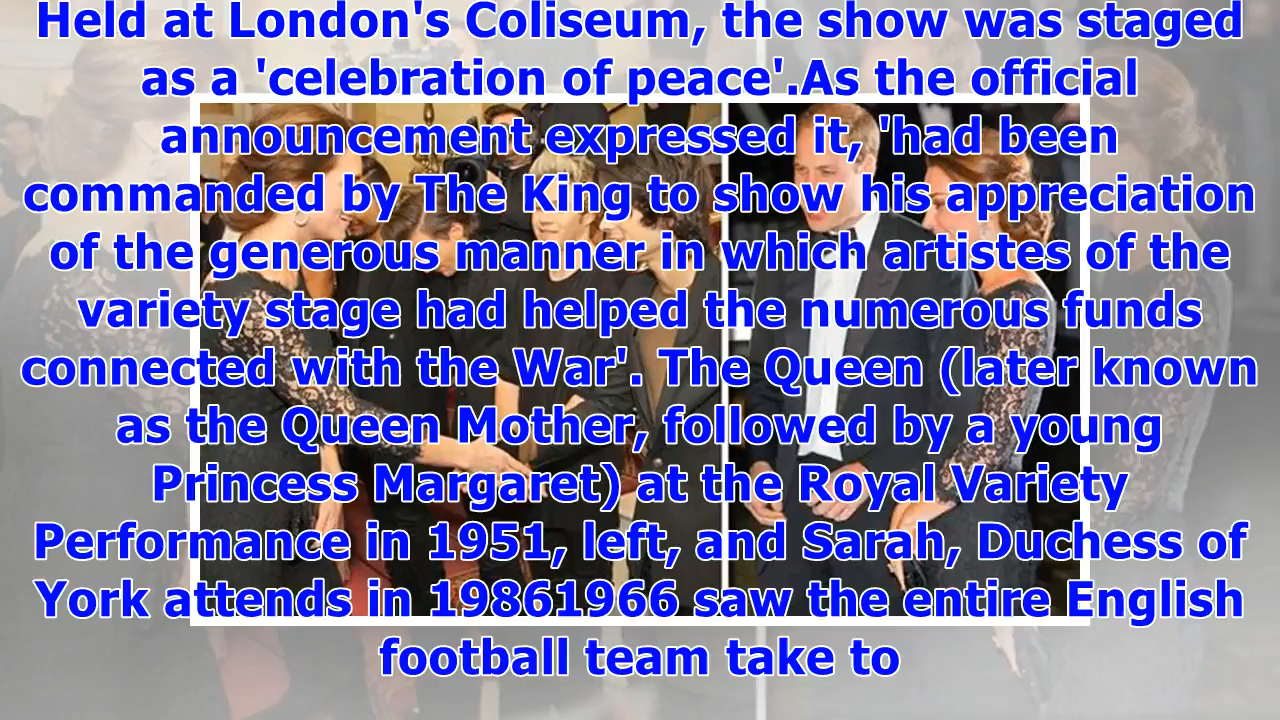 Held at London's Coliseum, the show was staged
as a 'celebration of peace'.As the official
announcement expressed it, 'had been
commanded by The King to show his appreciation
of the generous manner in which artistes of the
variety stage had helped the numerous funds
connected with the War'. The Queen (later known
as the Queen Mother, followed by a young
Princess Margaret) at the Royal Variety
Performance in 1951, left, and Sarah, Duchess of
York attends in 19861966 saw the entire English
football team take to